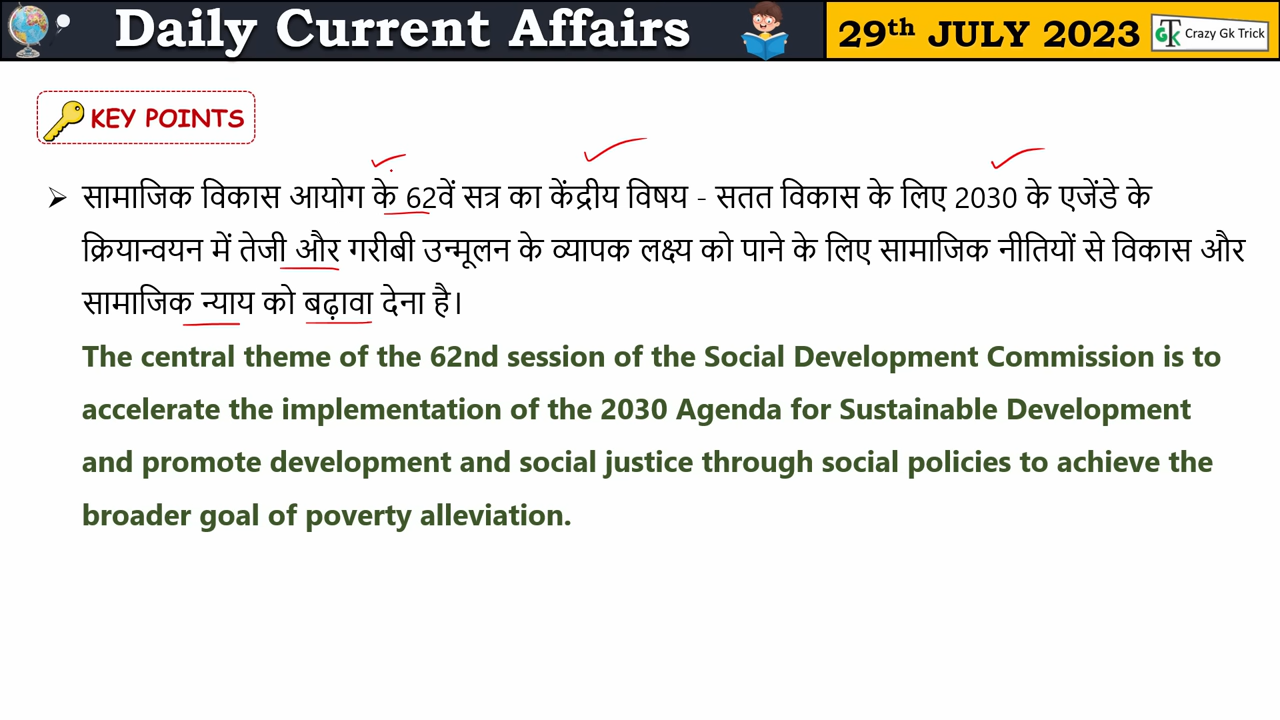 Daily Current Affairs
29th JULY 2023
GK Crazy Gk Trick
KEY POINTS
➢ सामाजिक विकास आयोग के 62वें सत्र का केंद्रीय विषय - सतत विकास के लिए 2030 के एजेंडे के
क्रियान्वयन में तेजी और गरीबी उन्मूलन के व्यापक लक्ष्य को पाने के लिए सामाजिक नीतियों से विकास और
सामाजिक न्याय को बढ़ावा देना है।
The central theme of the 62nd session of the Social Development Commission is to
accelerate the implementation of the 2030 Agenda for Sustainable Development
and promote development and social justice through social policies to achieve the
broader goal of poverty alleviation.